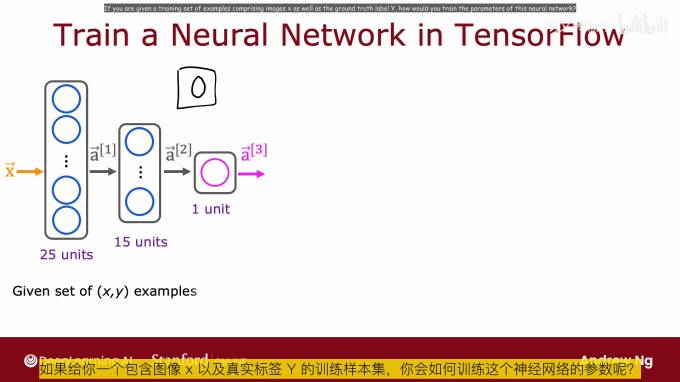 If you are given a training set of examples comprising images x as well as the ground truth label Y, how would you train the parameters of this neural network?
bilibili
Train a Neural Network in TensorFlow
0
x⃗
a⃗[1]
a⃗[2]
a⃗[3]
25 units
15 units
1 unit
Given set of (x,y) examples
DeepLearning.AI Stanford
Andrew Ng
如果给你一个包含图像 x 以及真实标签 Y 的训练样本集，你会如何训练这个神经网络的参数呢？